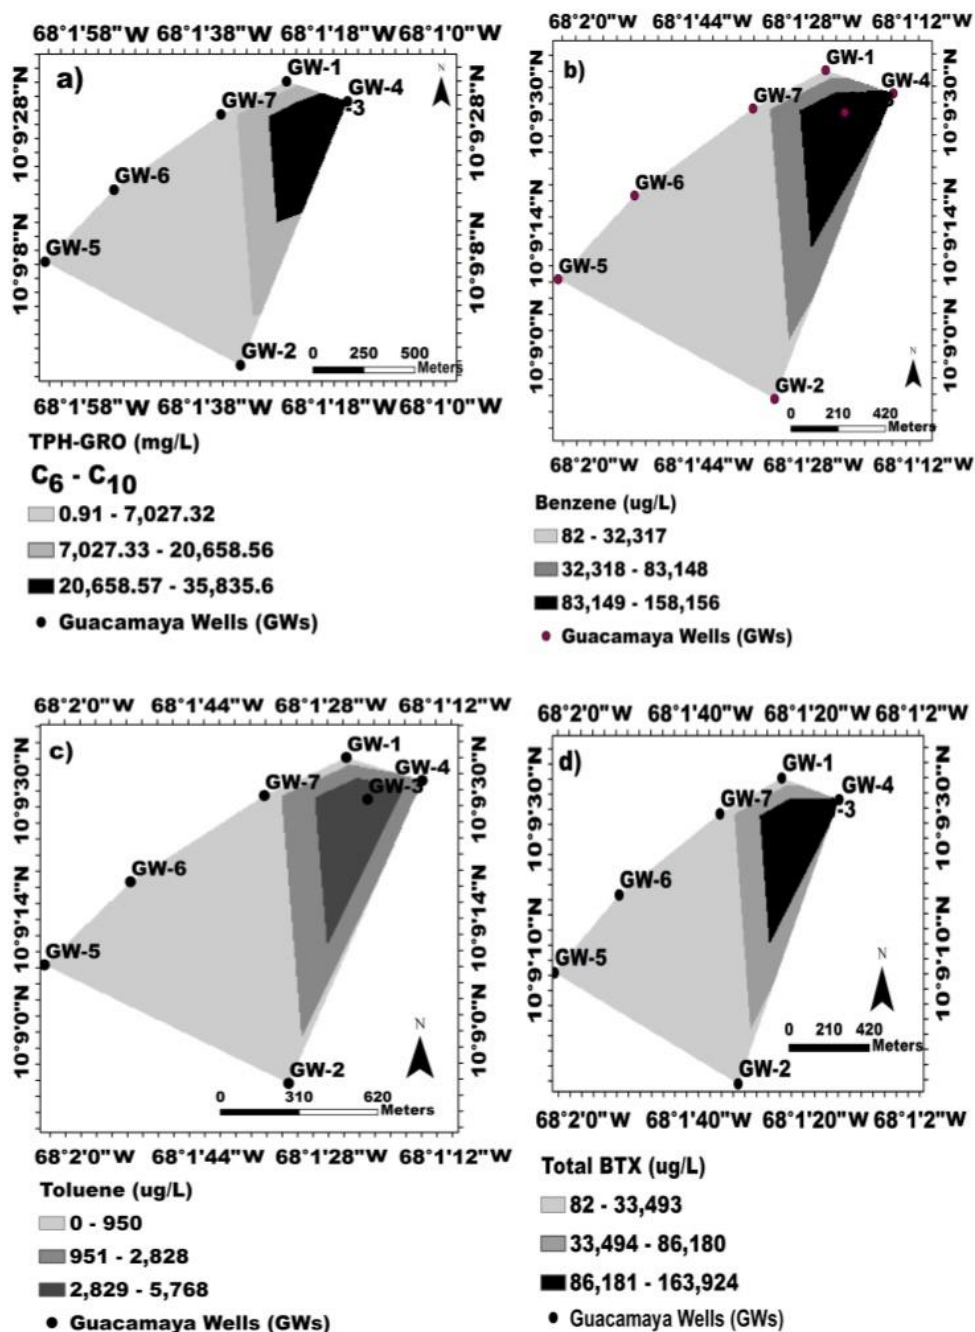 68°1'58"W 68°1'38"W 68°1'18"W 68°1'0"W
a)
N
GW-1
GW-4
-3
GW-7
GW-6
GW-5
GW-2
10°9'28"N
10°9'8"N
10°9'28"N
10°9'8"N
0 250 500
Meters
68°1'58"W 68°1'38"W 68°1'18"W 68°1'0"W
TPH-GRO (mg/L)
C6 - C10
0.91 - 7,027.32
7,027.33 - 20,658.56
20,658.57 - 35,835.6
Guacamaya Wells (GWs)
68°2'0"W 68°1'44"W 68°1'28"W 68°1'12"W
b)
GW-1
GW-4
GW-7
GW-6
GW-5
GW-2
10°9'30"N
10°9'14"N
10°9'0"N
10°9'30"N
10°9'14"N
10°9'0"N
N
0 210 420
Meters
68°2'0"W 68°1'44"W 68°1'28"W 68°1'12"W
Benzene (ug/L)
82 - 32,317
32,318 - 83,148
83,149 - 158,156
Guacamaya Wells (GWs)
68°2'0"W 68°1'44"W 68°1'28"W 68°1'12"W
c)
GW-1
GW-4
GW-3
GW-7
GW-6
GW-5
GW-2
10°9'30"N
10°9'14"N
10°9'0"N
10°9'30"N
10°9'14"N
10°9'0"N
N
0 310 620
Meters
68°2'0"W 68°1'44"W 68°1'28"W 68°1'12"W
Toluene (ug/L)
0 - 950
951 - 2,828
2,829 - 5,768
Guacamaya Wells (GWs)
68°2'0"W 68°1'40"W 68°1'20"W 68°1'2"W
d)
GW-1
GW-4
-3
GW-7
GW-6
GW-5
GW-2
10°9'30"N
10°9'10"N
10°9'30"N
10°9'10"N
N
0 210 420
Meters
68°2'0"W 68°1'40"W 68°1'20"W 68°1'2"W
Total BTX (ug/L)
82 - 33,493
33,494 - 86,180
86,181 - 163,924
Guacamaya Wells (GWs)